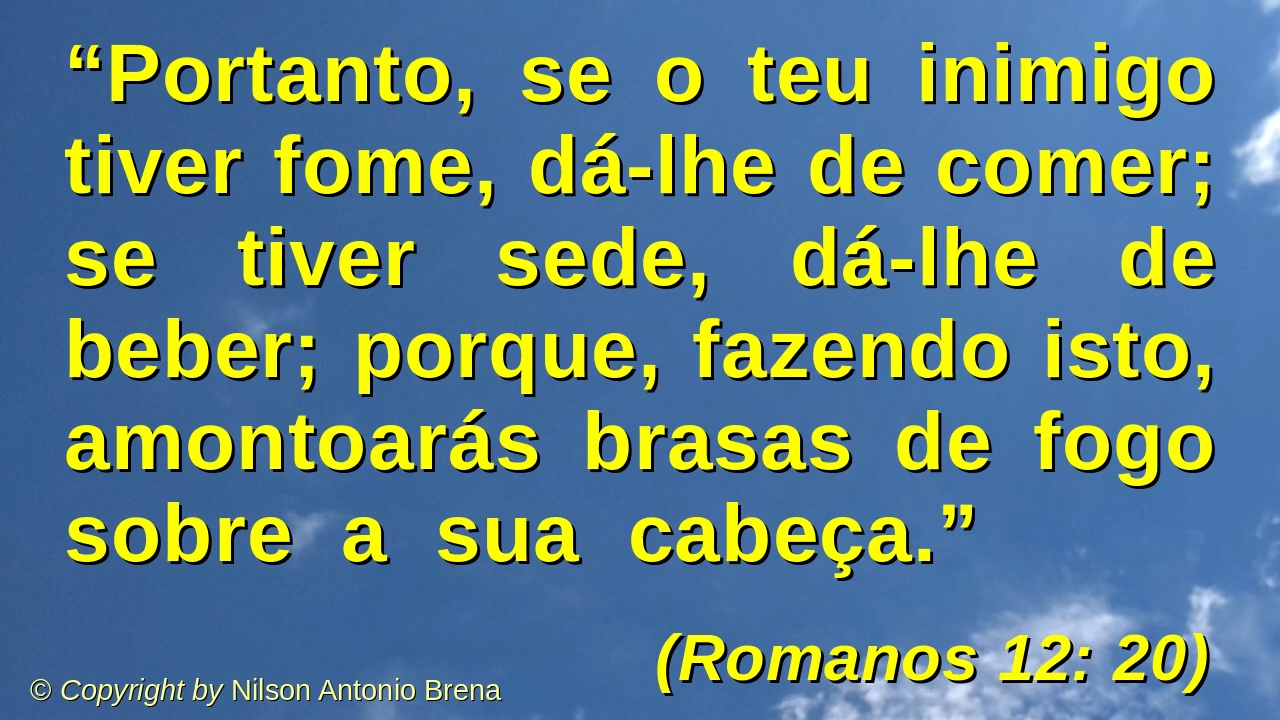 “Portanto, se o teu inimigo
tiver fome, dá-lhe de comer;
se tiver sede, dá-lhe de
beber; porque, fazendo isto,
amontoarás brasas de fogo
sobre a sua cabeça.”
(Romanos 12: 20)
© Copyright by Nilson Antonio Brena